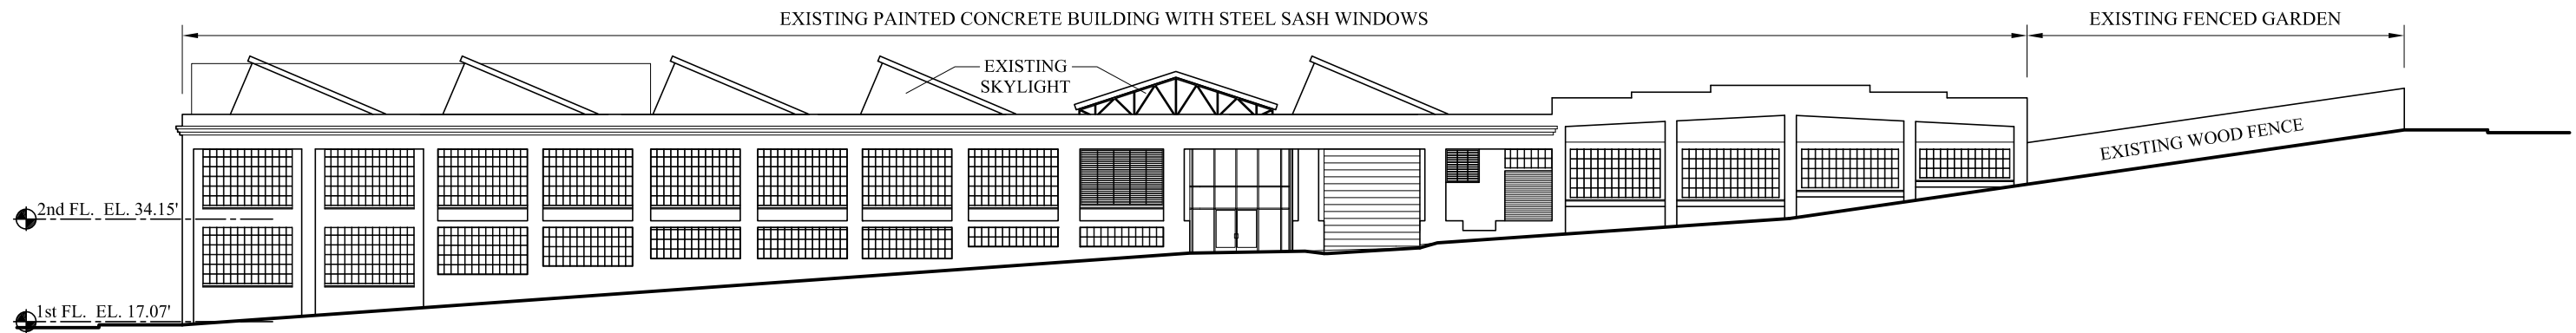 EXISTING PAINTED CONCRETE BUILDING WITH STEEL SASH WINDOWS
EXISTING FENCED GARDEN
EXISTING
SKYLIGHT
EXISTING WOOD FENCE
2nd FL. EL. 34.15'
1st FL. EL. 17.07'